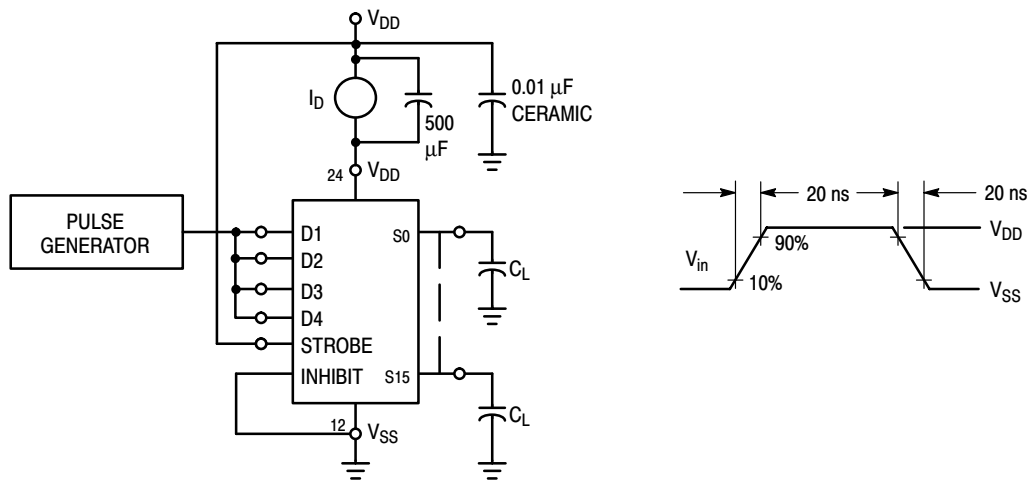 VDD
ID
500
μF
0.01 μF
CERAMIC
24
VDD
PULSE
GENERATOR
D1
D2
D3
D4
STROBE
INHIBIT
S0
S15
CL
CL
12
VSS
20 ns
20 ns
Vin
90%
10%
VDD
VSS